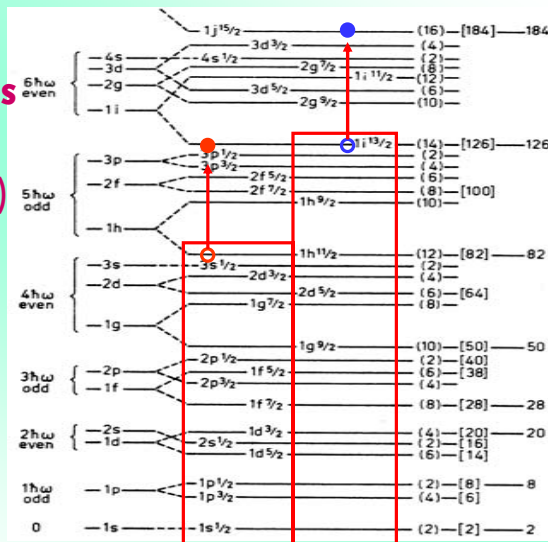 1j 15/2 (16) [184] 184
3d 3/2 (4)
4s 4s 1/2 (2)
3d 2g 7/2 (8)
6ħω even 1i 11/2 (12)
2g 3d 5/2 (6)
2g 9/2 (10)
1i
s
1i 13/2 (14) [126] 126
3p 3p 1/2 (2)
3p 3/2 (4)
2f 2f 5/2 (6)
5ħω odd 2f 7/2 (8) [100]
)
1h 9/2 (10)
1h
1h 11/2 (12) [82] 82
3s 3s 1/2 (2)
2d 2d 3/2 (4)
4ħω even 2d 5/2 (6) [64]
1g 7/2 (8)
1g
1g 9/2 (10) [50] 50
2p 2p 1/2 (2) [40]
3ħω odd 1f 5/2 (6) [38]
1f 2p 3/2 (4)
1f 7/2 (8) [28] 28
2s 1d 3/2 (4) [20] 20
2ħω even 1d 2s 1/2 (2) [16]
1d 5/2 (6) [14]
1ħω odd 1p 1p 1/2 (2) [8] 8
1p 3/2 (4) [6]
0 1s 1s 1/2 (2) [2] 2